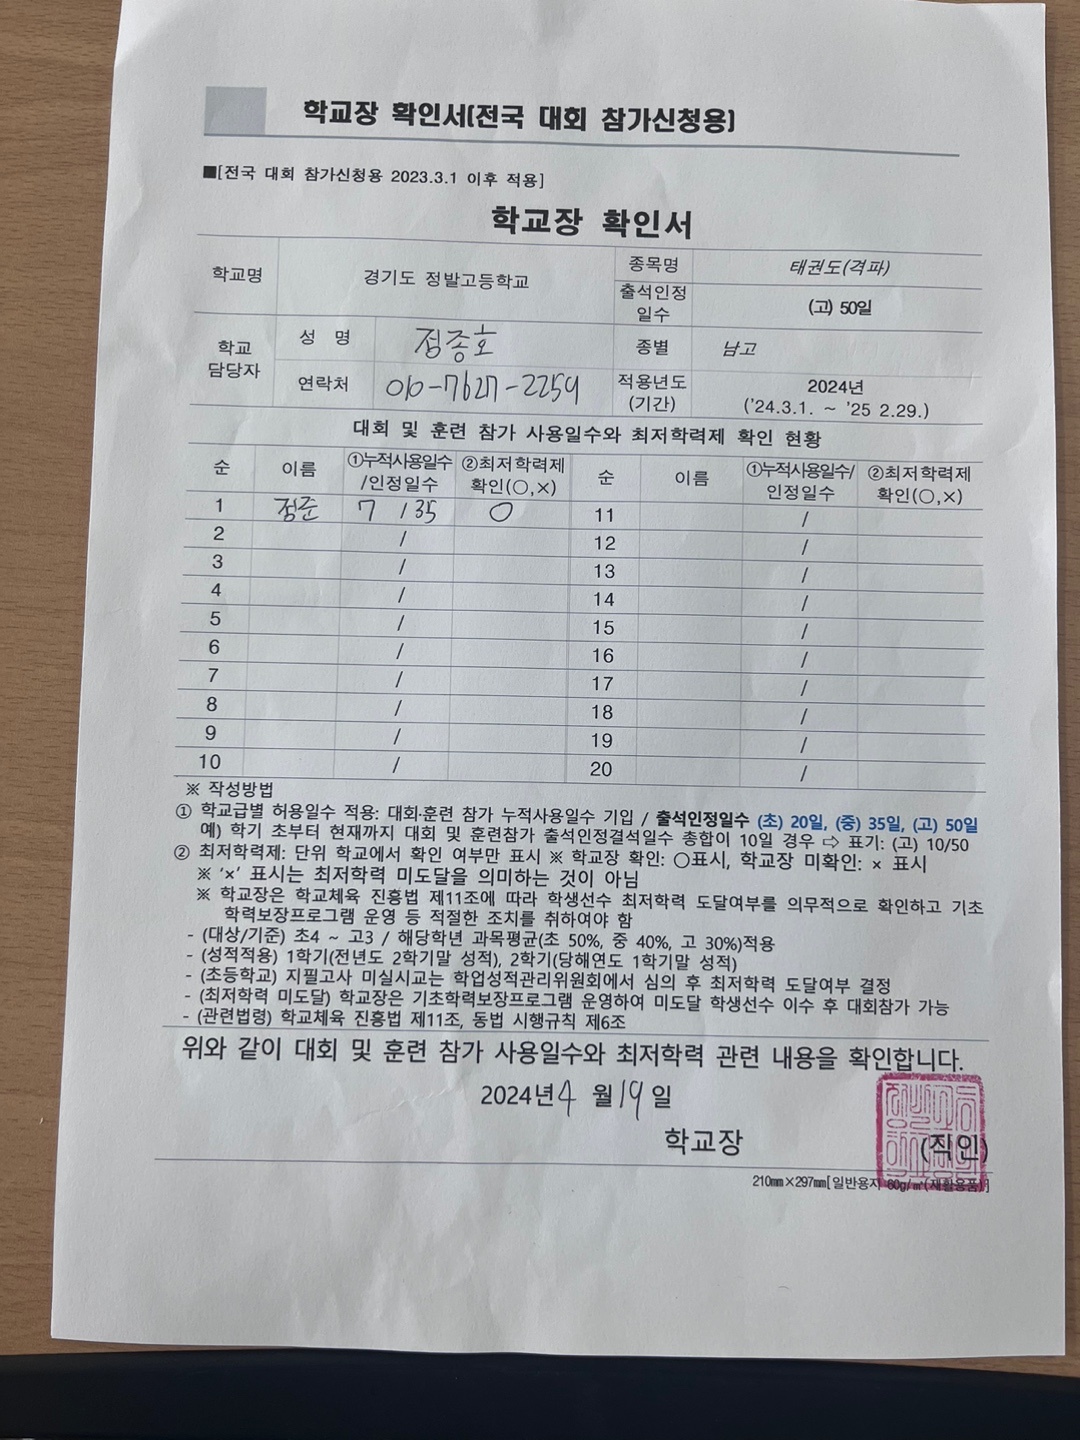 학교장 확인서(전국 대회 참가신청용)
■[전국 대회 참가신청용 2023.3.1 이후 적용]
학교장 확인서
학교명 경기도 정발고등학교 종목명 태권도(격파)
출석인정 일수 (고) 50일
학교 담당자 성 명 정종호 종별 남고
연락처 010-7627-2259 적용년도 (기간) 2024년 ('24.3.1. ~ '25 2.29.)
대회 및 훈련 참가 사용일수와 최저학력제 확인 현황
순 이름 ①누적사용일수/인정일수 ②최저학력제 확인(○,×) 순 이름 ①누적사용일수/인정일수 ②최저학력제 확인(○,×)
1 정준 7 / 35 ○ 11 /
2 / 12 /
3 / 13 /
4 / 14 /
5 / 15 /
6 / 16 /
7 / 17 /
8 / 18 /
9 / 19 /
10 / 20 /
※ 작성방법
① 학교급별 허용일수 적용: 대회·훈련 참가 누적사용일수 기입 / 출석인정일수 (초) 20일, (중) 35일, (고) 50일
예) 학기 초부터 현재까지 대회 및 훈련참가 출석인정결석일수 총합이 10일 경우 ⇨ 표기: (고) 10/50
② 최저학력제: 단위 학교에서 확인 여부만 표시 ※ 학교장 확인: ○표시, 학교장 미확인: × 표시
※ '×' 표시는 최저학력 미도달을 의미하는 것이 아님
※ 학교장은 학교체육 진흥법 제11조에 따라 학생선수 최저학력 도달여부를 의무적으로 확인하고 기초
학력보장프로그램 운영 등 적절한 조치를 취하여야 함
- (대상/기준) 초4 ~ 고3 / 해당학년 과목평균(초 50%, 중 40%, 고 30%)적용
- (성적적용) 1학기(전년도 2학기말 성적), 2학기(당해연도 1학기말 성적)
- (초등학교) 지필고사 미실시교는 학업성적관리위원회에서 심의 후 최저학력 도달여부 결정
- (최저학력 미도달) 학교장은 기초학력보장프로그램 운영하여 미도달 학생선수 이수 후 대회참가 가능
- (관련법령) 학교체육 진흥법 제11조, 동법 시행규칙 제6조
위와 같이 대회 및 훈련 참가 사용일수와 최저학력 관련 내용을 확인합니다.
2024년 4 월 19 일
학교장 (직인)
210㎜×297㎜[일반용지 60g/㎡(재활용품)]